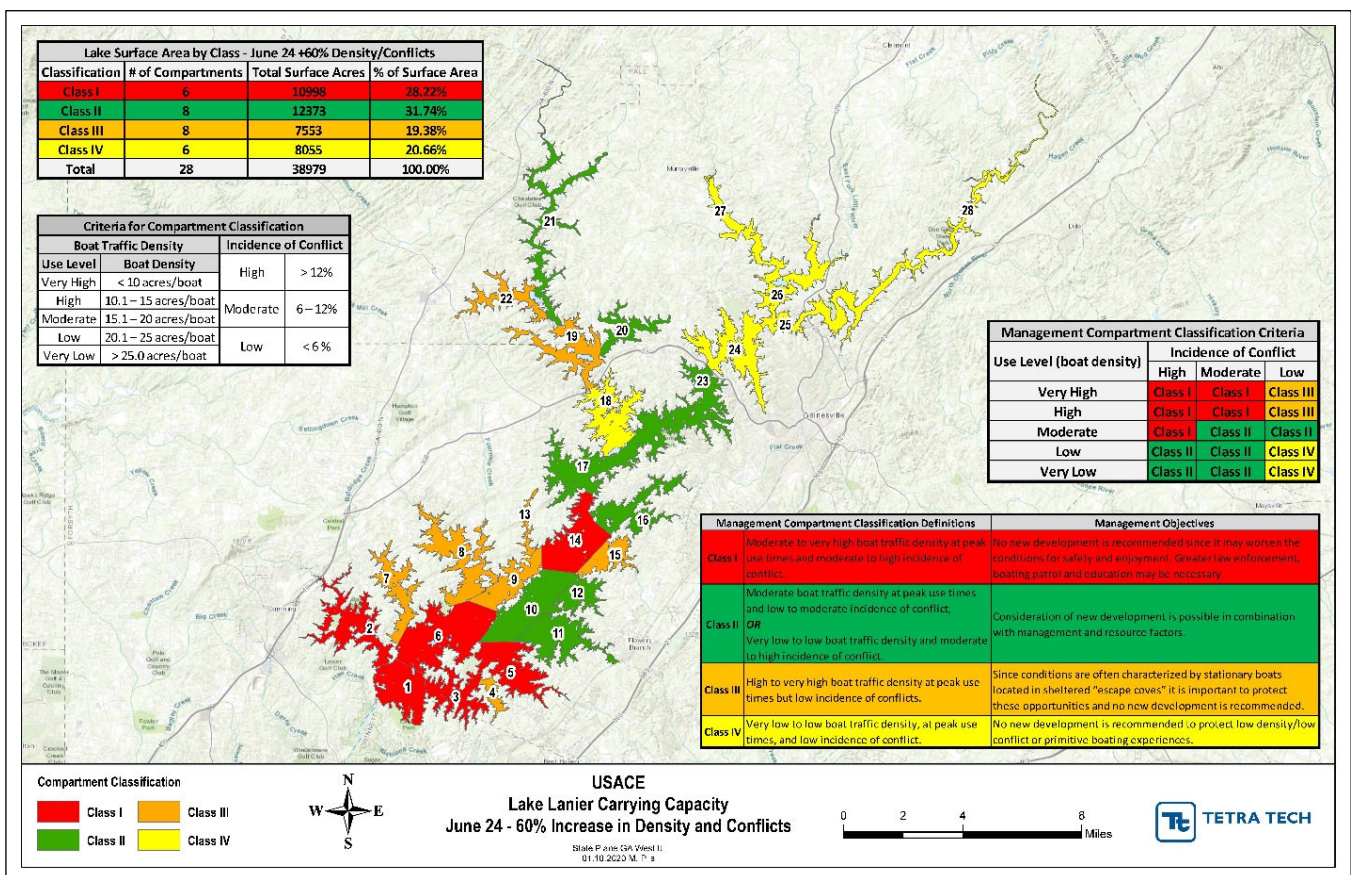 Lake Surface Area by Class - June 24 +60% Density/Conflicts
Classification # of Compartments Total Surface Acres % of Surface Area
Class I 6 10998 28.22%
Class II 8 12373 31.74%
Class III 8 7553 19.38%
Class IV 6 8055 20.66%
Total 28 38979 100.00%
Criteria for Compartment Classification
Boat Traffic Density Incidence of Conflict
Use Level Boat Density
Very High < 10 acres/boat
High 10.1 – 15 acres/boat
Moderate 15.1 – 20 acres/boat
Low 20.1 – 25 acres/boat
Very Low > 25.0 acres/boat
High > 12%
Moderate 6 – 12%
Low < 6 %
Management Compartment Classification Criteria
Use Level (boat density) Incidence of Conflict
High Moderate Low
Very High Class I Class I Class III
High Class I Class I Class III
Moderate Class I Class II Class II
Low Class II Class II Class IV
Very Low Class II Class II Class IV
Management Compartment Classification Definitions Management Objectives
Class I
Moderate to very high boat traffic density at peak
use times and moderate to high incidence of
conflict.
No new development is recommended since it may worsen the
conditions for safety and enjoyment. Greater law enforcement,
boating patrol and education may be necessary.
Class II
Moderate boat traffic density at peak use times
and low to moderate incidence of conflict,
OR
Very low to low boat traffic density and moderate
to high incidence of conflict.
Consideration of new development is possible in combination
with management and resource factors.
Class III
High to very high boat traffic density at peak use
times but low incidence of conflicts.
Since conditions are often characterized by stationary boats
located in sheltered "escape coves" it is important to protect
these opportunities and no new development is recommended.
Class IV
Very low to low boat traffic density, at peak use
times, and low incidence of conflict.
No new development is recommended to protect low density/low
conflict or primitive boating experiences.
21
27
28
22
26
20
25
19
24
23
18
17
13
16
14
8
15
7
9
12
10
2
6
11
5
1
3
4
Clermont
HALL
Murrayville
Lula
Gainesville
Flat Creek
Cumming
Flowery
Branch
Central
Park
Compartment Classification
Class I Class III
Class II Class IV
N
W E
S
USACE
Lake Lanier Carrying Capacity
June 24 - 60% Increase in Density and Conflicts
0 2 4 8
Miles
TETRA TECH